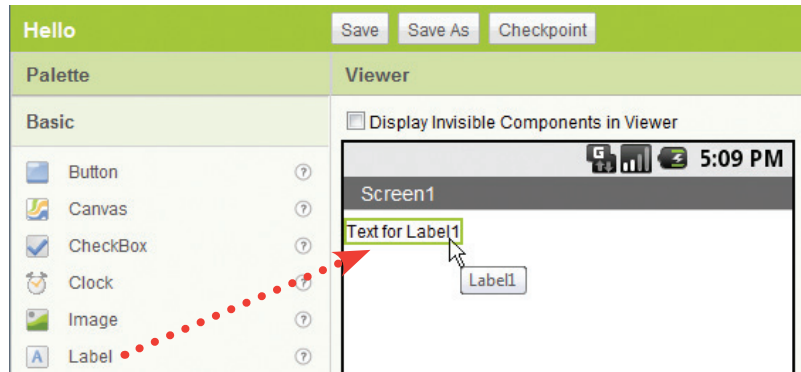 Hello
Save
Save As
Checkpoint
Palette
Viewer
Basic
Display Invisible Components in Viewer
Button
?
Canvas
?
CheckBox
?
Clock
?
Image
?
A
Label
?
G
5:09 PM
Screen1
Text for Label1
Label1